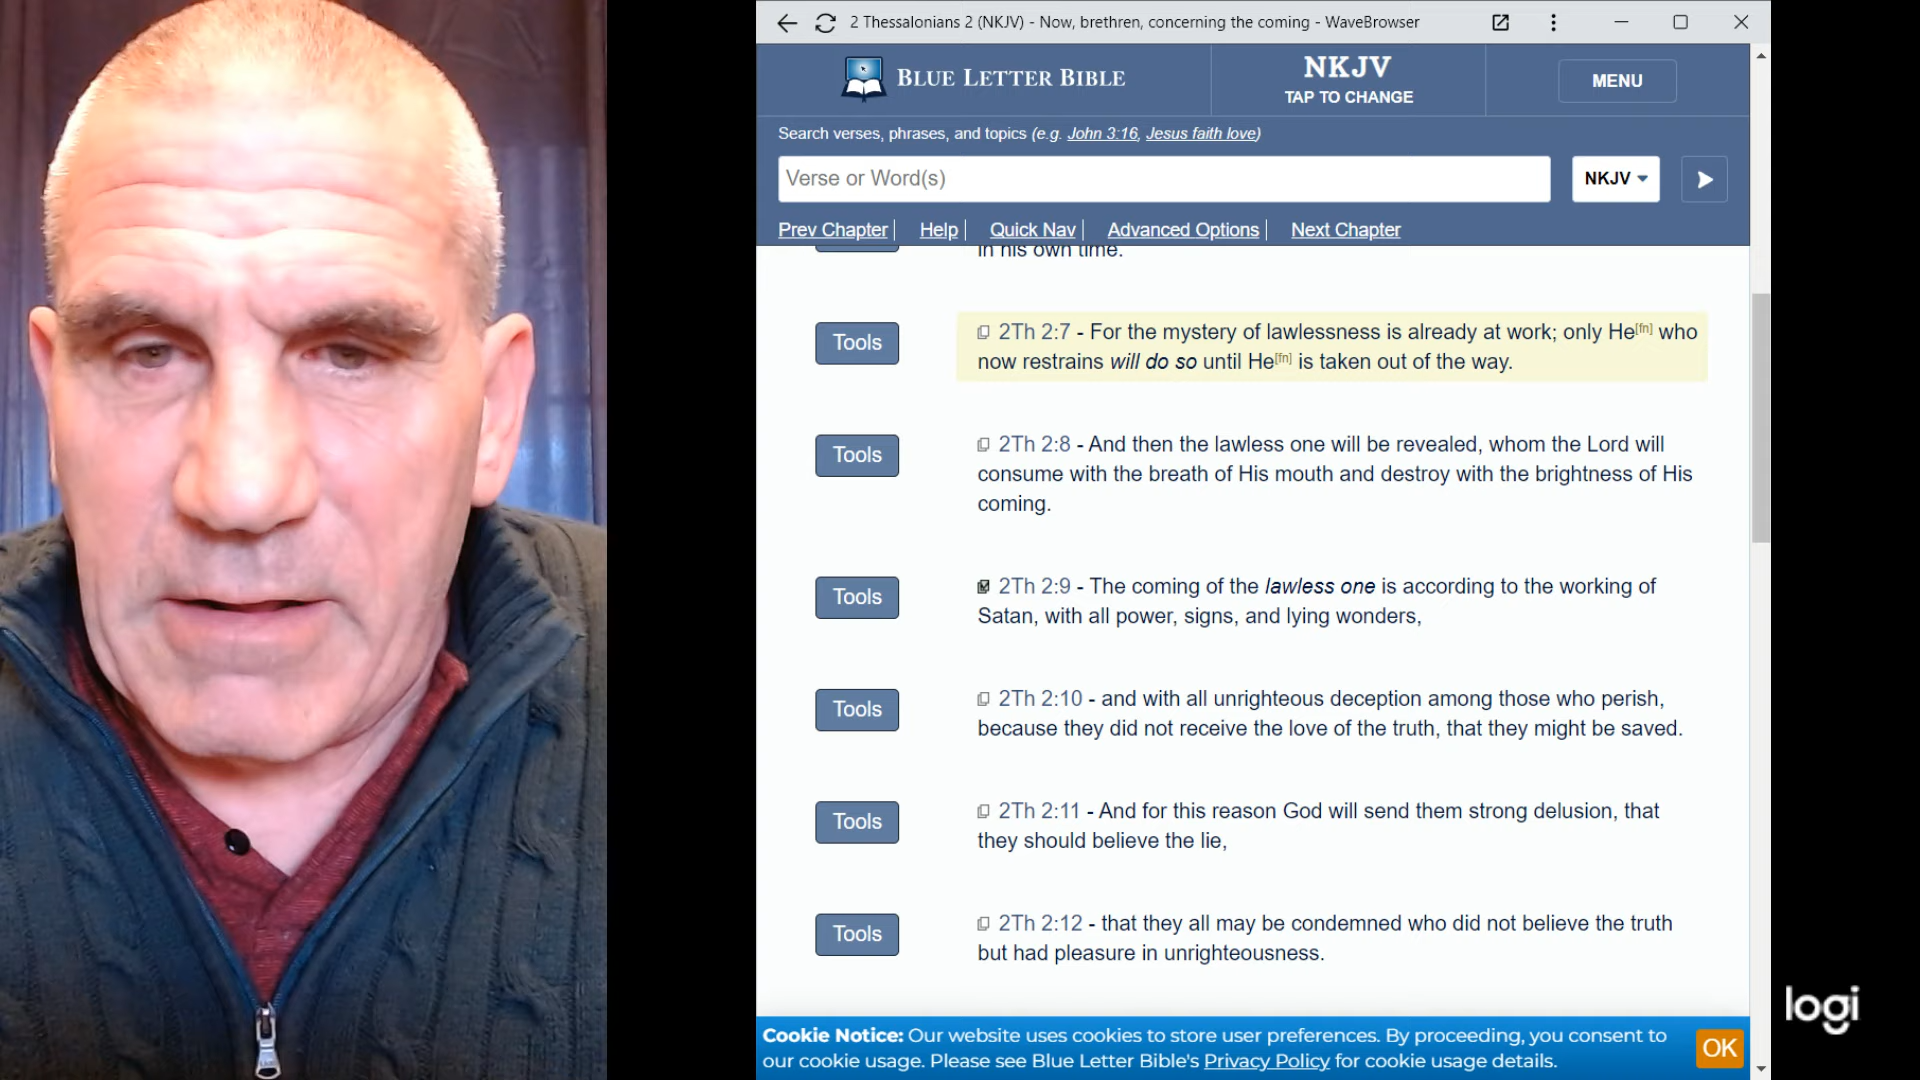 2 Thessalonians 2 (NKJV) - Now, brethren, concerning the coming - WaveBrowser
BLUE LETTER BIBLE
NKJV
TAP TO CHANGE
MENU
Search verses, phrases, and topics (e.g. John 3:16, Jesus faith love)
Verse or Word(s)
NKJV
Prev Chapter | Help | Quick Nav | Advanced Options | Next Chapter
in his own time.
Tools
2Th 2:7 - For the mystery of lawlessness is already at work; only He[fn] who
now restrains will do so until He[fn] is taken out of the way.
Tools
2Th 2:8 - And then the lawless one will be revealed, whom the Lord will
consume with the breath of His mouth and destroy with the brightness of His
coming.
Tools
2Th 2:9 - The coming of the lawless one is according to the working of
Satan, with all power, signs, and lying wonders,
Tools
2Th 2:10 - and with all unrighteous deception among those who perish,
because they did not receive the love of the truth, that they might be saved.
Tools
2Th 2:11 - And for this reason God will send them strong delusion, that
they should believe the lie,
Tools
2Th 2:12 - that they all may be condemned who did not believe the truth
but had pleasure in unrighteousness.
Cookie Notice: Our website uses cookies to store user preferences. By proceeding, you consent to
our cookie usage. Please see Blue Letter Bible's Privacy Policy for cookie usage details.
OK
logi